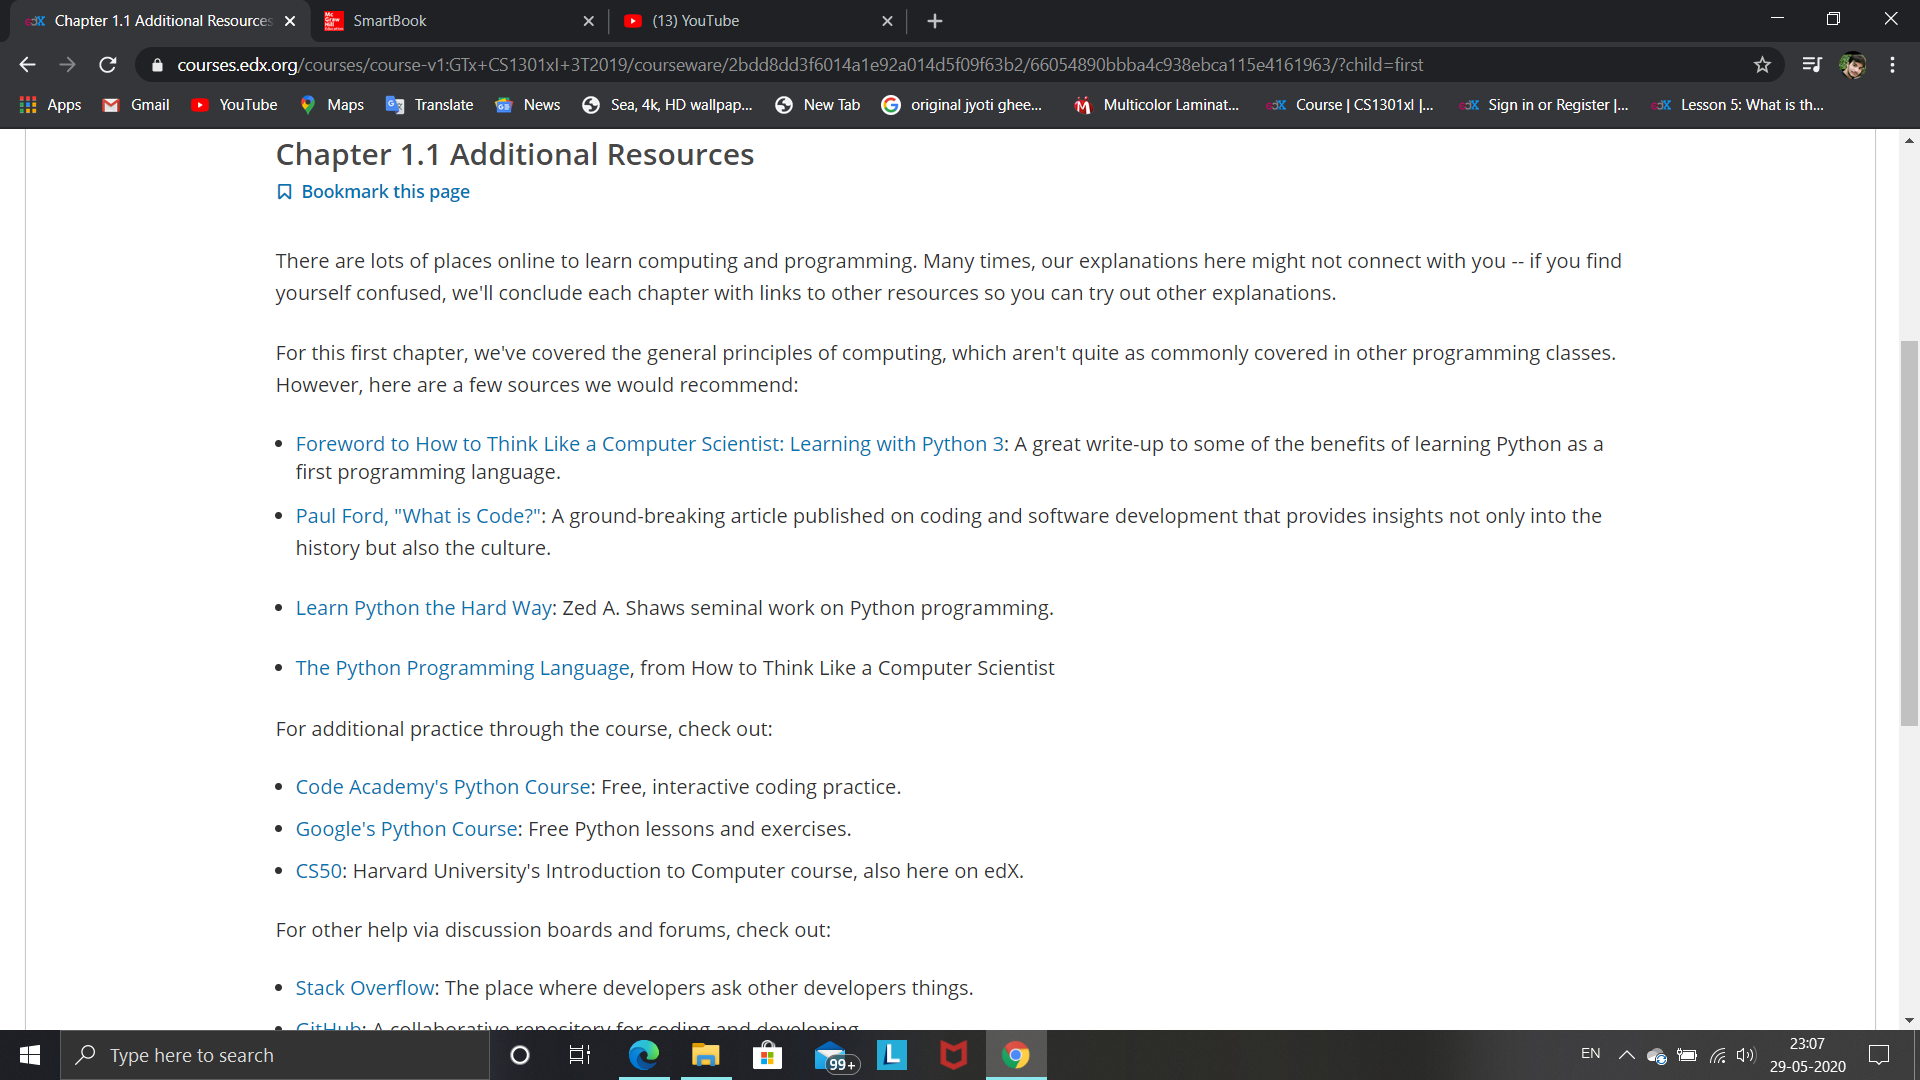 Chapter 1.1 Additional Resources
SmartBook
(13) YouTube
courses.edx.org/courses/course-v1:GTx+CS1301xI+3T2019/courseware/2bdd8dd3f6014a1e92a014d5f09f63b2/66054890bbba4c938ebca115e4161963/?child=first
Apps Gmail YouTube Maps Translate News Sea, 4k, HD wallpap... New Tab original jyoti ghee... Multicolor Laminat... Course | CS1301xI |... Sign in or Register |... Lesson 5: What is th...
Chapter 1.1 Additional Resources
Bookmark this page
There are lots of places online to learn computing and programming. Many times, our explanations here might not connect with you -- if you find
yourself confused, we'll conclude each chapter with links to other resources so you can try out other explanations.
For this first chapter, we've covered the general principles of computing, which aren't quite as commonly covered in other programming classes.
However, here are a few sources we would recommend:
• Foreword to How to Think Like a Computer Scientist: Learning with Python 3: A great write-up to some of the benefits of learning Python as a
first programming language.
• Paul Ford, "What is Code?": A ground-breaking article published on coding and software development that provides insights not only into the
history but also the culture.
• Learn Python the Hard Way: Zed A. Shaws seminal work on Python programming.
• The Python Programming Language, from How to Think Like a Computer Scientist
For additional practice through the course, check out:
• Code Academy's Python Course: Free, interactive coding practice.
• Google's Python Course: Free Python lessons and exercises.
• CS50: Harvard University's Introduction to Computer course, also here on edX.
For other help via discussion boards and forums, check out:
• Stack Overflow: The place where developers ask other developers things.
• GitHub: A collaborative repository for coding and developing.
Type here to search
99+
L
EN
23:07
29-05-2020